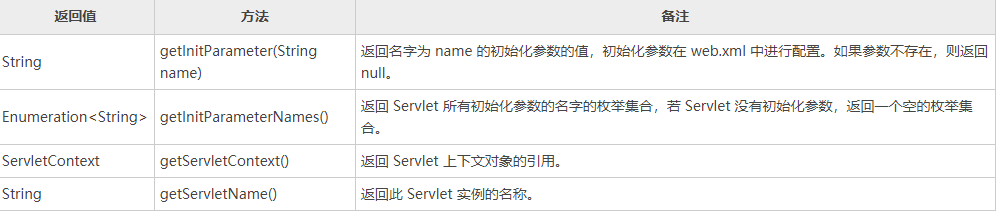 返回值 方法 备注
String getInitParameter(String name) 返回名字为 name 的初始化参数的值，初始化参数在 web.xml 中进行配置。如果参数不存在，则返回 null。
Enumeration<String> getInitParameterNames() 返回 Servlet 所有初始化参数的名字的枚举集合，若 Servlet 没有初始化参数，返回一个空的枚举集合。
ServletContext getServletContext() 返回 Servlet 上下文对象的引用。
String getServletName() 返回此 Servlet 实例的名称。